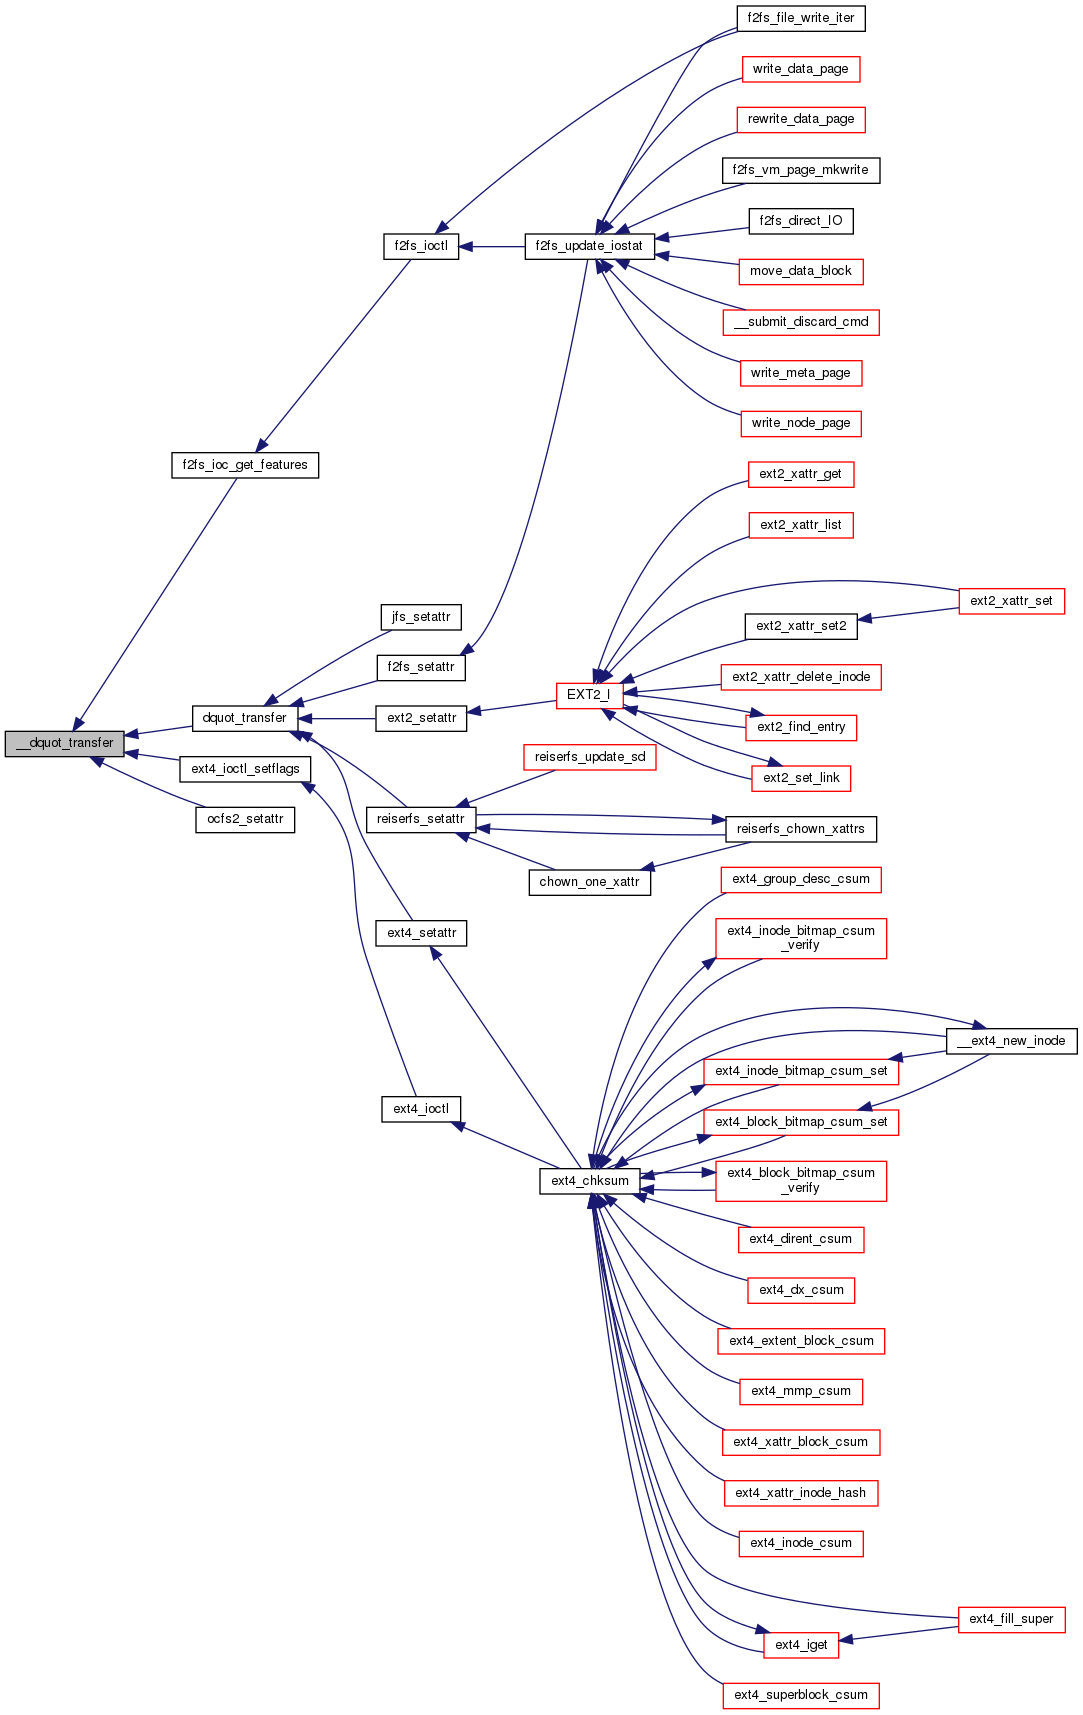 f2fs_file_write_iter
write_data_page
rewrite_data_page
f2fs_vm_page_mkwrite
f2fs_direct_IO
f2fs_ioctl
f2fs_update_iostat
move_data_block
__submit_discard_cmd
write_meta_page
write_node_page
f2fs_ioc_get_features
ext2_xattr_get
ext2_xattr_list
ext2_xattr_set
jfs_setattr
ext2_xattr_set2
f2fs_setattr
ext2_xattr_delete_inode
EXT2_I
dquot_transfer
ext2_setattr
ext2_find_entry
__dquot_transfer
reiserfs_update_sd
ext4_ioctl_setflags
ext2_set_link
ocfs2_setattr
reiserfs_setattr
reiserfs_chown_xattrs
chown_one_xattr
ext4_group_desc_csum
ext4_setattr
ext4_inode_bitmap_csum
_verify
__ext4_new_inode
ext4_inode_bitmap_csum_set
ext4_ioctl
ext4_block_bitmap_csum_set
ext4_chksum
ext4_block_bitmap_csum
_verify
ext4_dirent_csum
ext4_dx_csum
ext4_extent_block_csum
ext4_mmp_csum
ext4_xattr_block_csum
ext4_xattr_inode_hash
ext4_inode_csum
ext4_fill_super
ext4_iget
ext4_superblock_csum